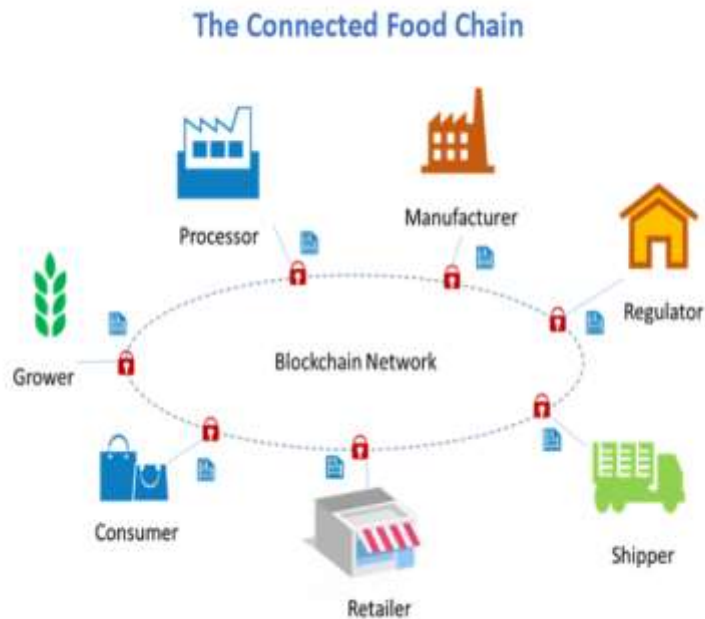 The Connected Food Chain
Processor
Manufacturer
Regulator
Grower
Blockchain Network
Consumer
Shipper
Retailer